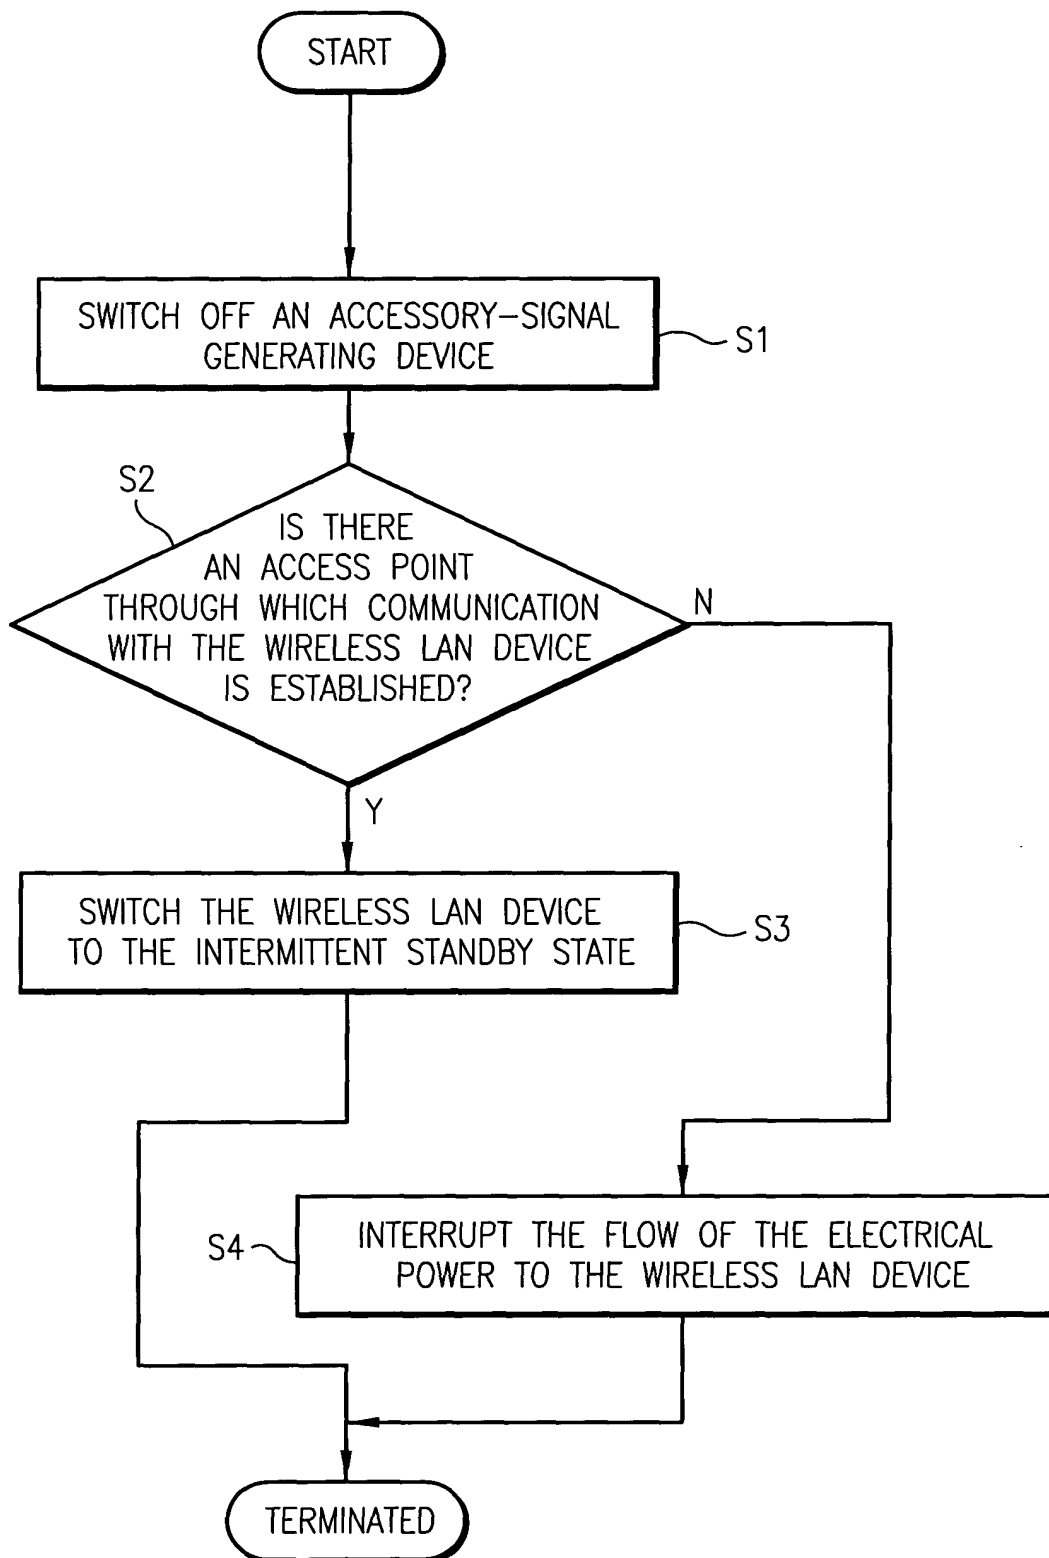 START
SWITCH OFF AN ACCESSORY-SIGNAL
GENERATING DEVICE
S1
S2
IS THERE
AN ACCESS POINT
THROUGH WHICH COMMUNICATION
WITH THE WIRELESS LAN DEVICE
IS ESTABLISHED?
N
Y
SWITCH THE WIRELESS LAN DEVICE
TO THE INTERMITTENT STANDBY STATE
S3
S4
INTERRUPT THE FLOW OF THE ELECTRICAL
POWER TO THE WIRELESS LAN DEVICE
TERMINATED